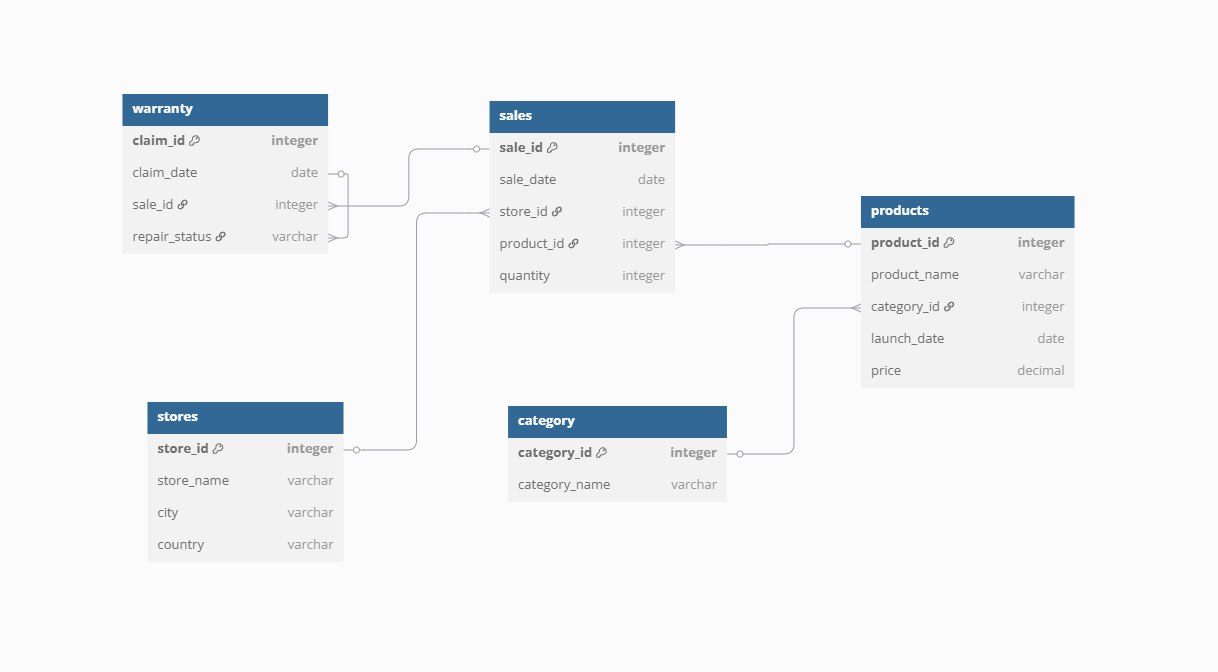 warranty
claim_id integer
claim_date date
sale_id integer
repair_status varchar
sales
sale_id integer
sale_date date
store_id integer
product_id integer
quantity integer
products
product_id integer
product_name varchar
category_id integer
launch_date date
price decimal
stores
store_id integer
store_name varchar
city varchar
country varchar
category
category_id integer
category_name varchar